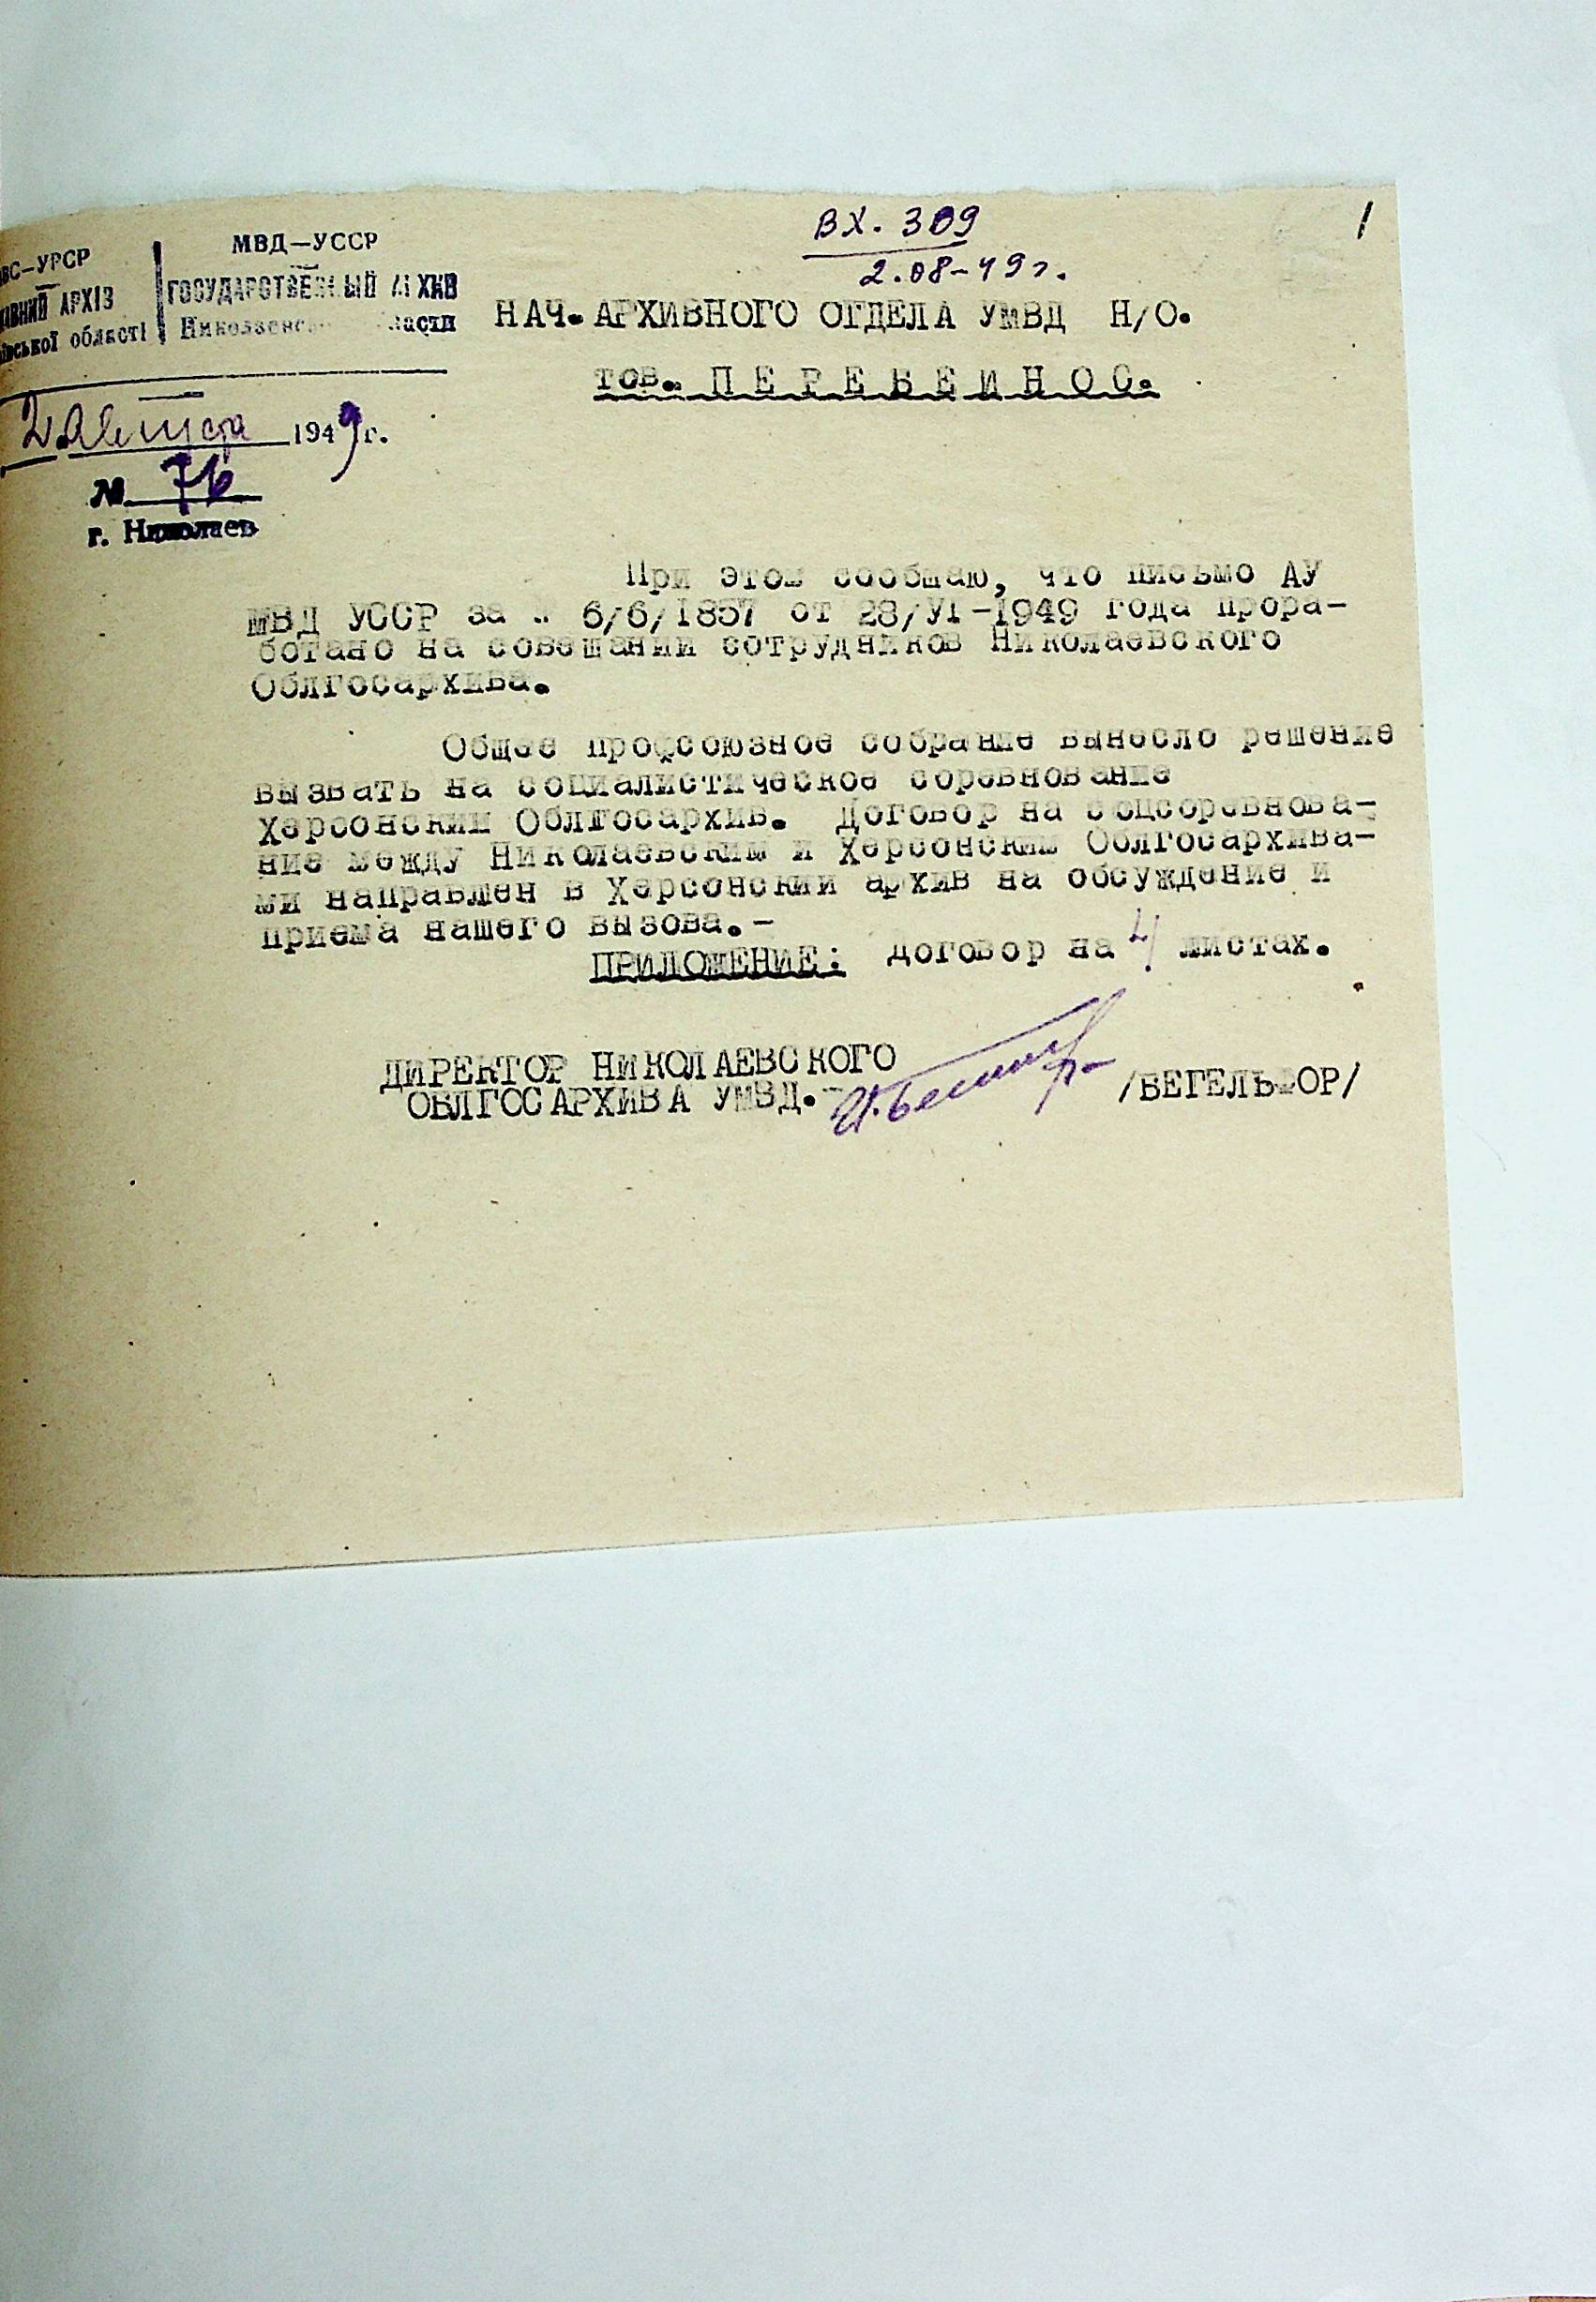 ВХ. 309
2.08-49г.
1
МВД—УССР
ГОСУДАРСТВЕННЫЙ АРХИВ
—УРСР
АРХІВ
області
НАЧ. АРХИВНОГО ОТДЕЛА УМВД Н/О.
тов. ПЕРЕБЕЙНОС.
2 Августа 1949 г.
№ 76
г. Николаев
При этом сообщаю, что письмо АУ
МВД УССР за № 6/6/1857 от 28/УІ-1949 года прора-
ботано на совещании сотрудников Николаевского
Облгосархива.
Общее профсоюзное собрание вынесло решение
вызвать на социалистическое соревнование
Херсонский Облгосархив. Договор на соцсоревнова-
ние между Николаевским и Херсонским Облгосархива-
ми направлен в Херсонский архив на обсуждение и
приема нашего вызова.-
ПРИЛОЖЕНИЕ: договор на 4 листах.
ДИРЕКТОР НИКОЛАЕВСКОГО
ОБЛГОСАРХИВА УМВД.-
/БЕГЕЛЬФОР/